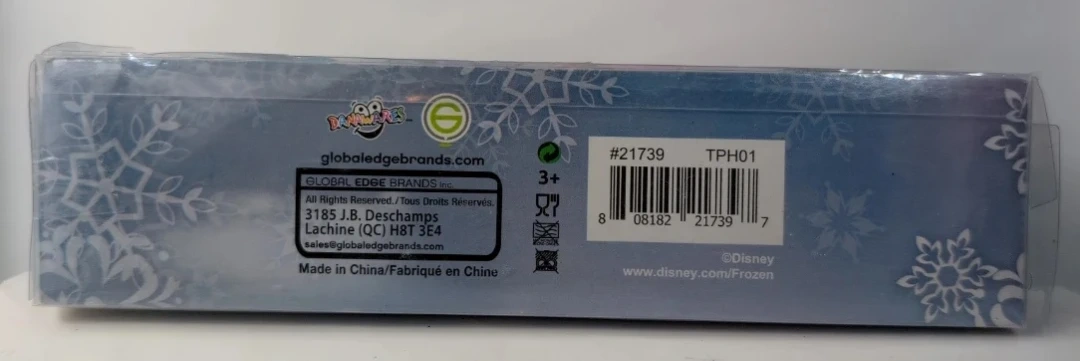 DANAWARES
globaledgebrands.com
GLOBAL EDGE BRANDS inc.
All Rights Reserved./Tous Droits Réservés.
3185 J.B. Deschamps
Lachine (QC) H8T 3E4
sales@globaledgebrands.com
Made in China/Fabriqué en Chine
3+
#21739 TPH01
8 08182 21739 7
©Disney
www.disney.com/Frozen